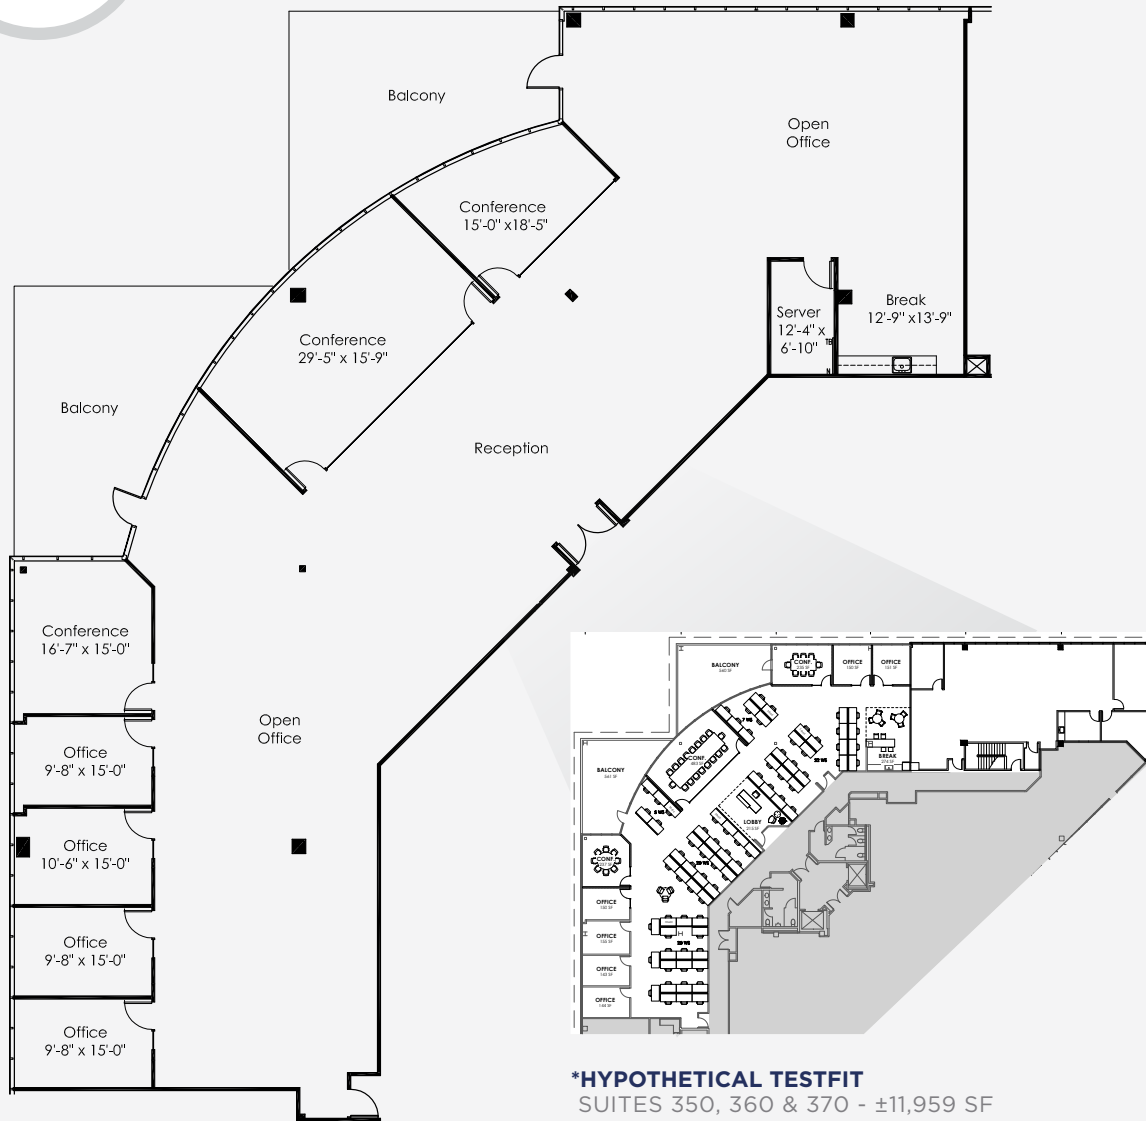 Balcony
Open
Office
Conference
15'-0" x18'-5"
Server
12'-4" x
6'-10"
TB
N
Break
12'-9" x13'-9"
Conference
29'-5" x 15'-9"
Balcony
Reception
Conference
16'-7" x 15'-0"
Office
9'-8" x 15'-0"
Open
Office
Office
10'-6" x 15'-0"
Office
9'-8" x 15'-0"
Office
9'-8" x 15'-0"
BALCONY
CONF.
OFFICE
OFFICE
CONF.
BREAK
BALCONY
LOBBY
CONF.
OFFICE
OFFICE
OFFICE
OFFICE
*HYPOTHETICAL TESTFIT
SUITES 350, 360 & 370 - ±11,959 SF